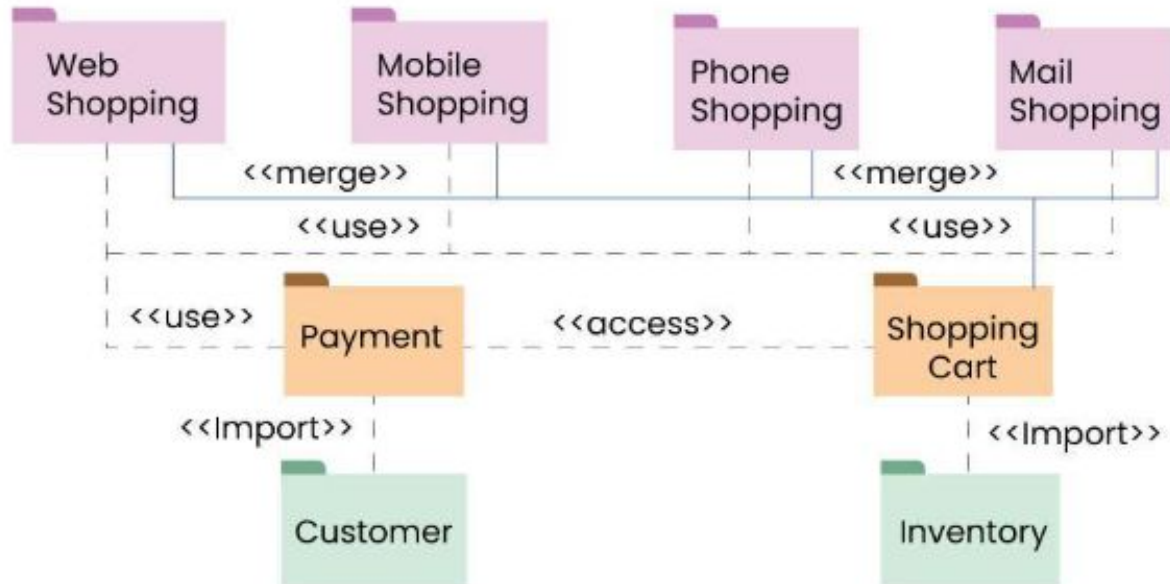 Web
Shopping
Mobile
Shopping
Phone
Shopping
Mail
Shopping
<<merge>>
<<merge>>
<<use>>
<<use>>
<<use>>
Payment
<<access>>
Shopping
Cart
<<Import>>
<<Import>>
Customer
Inventory